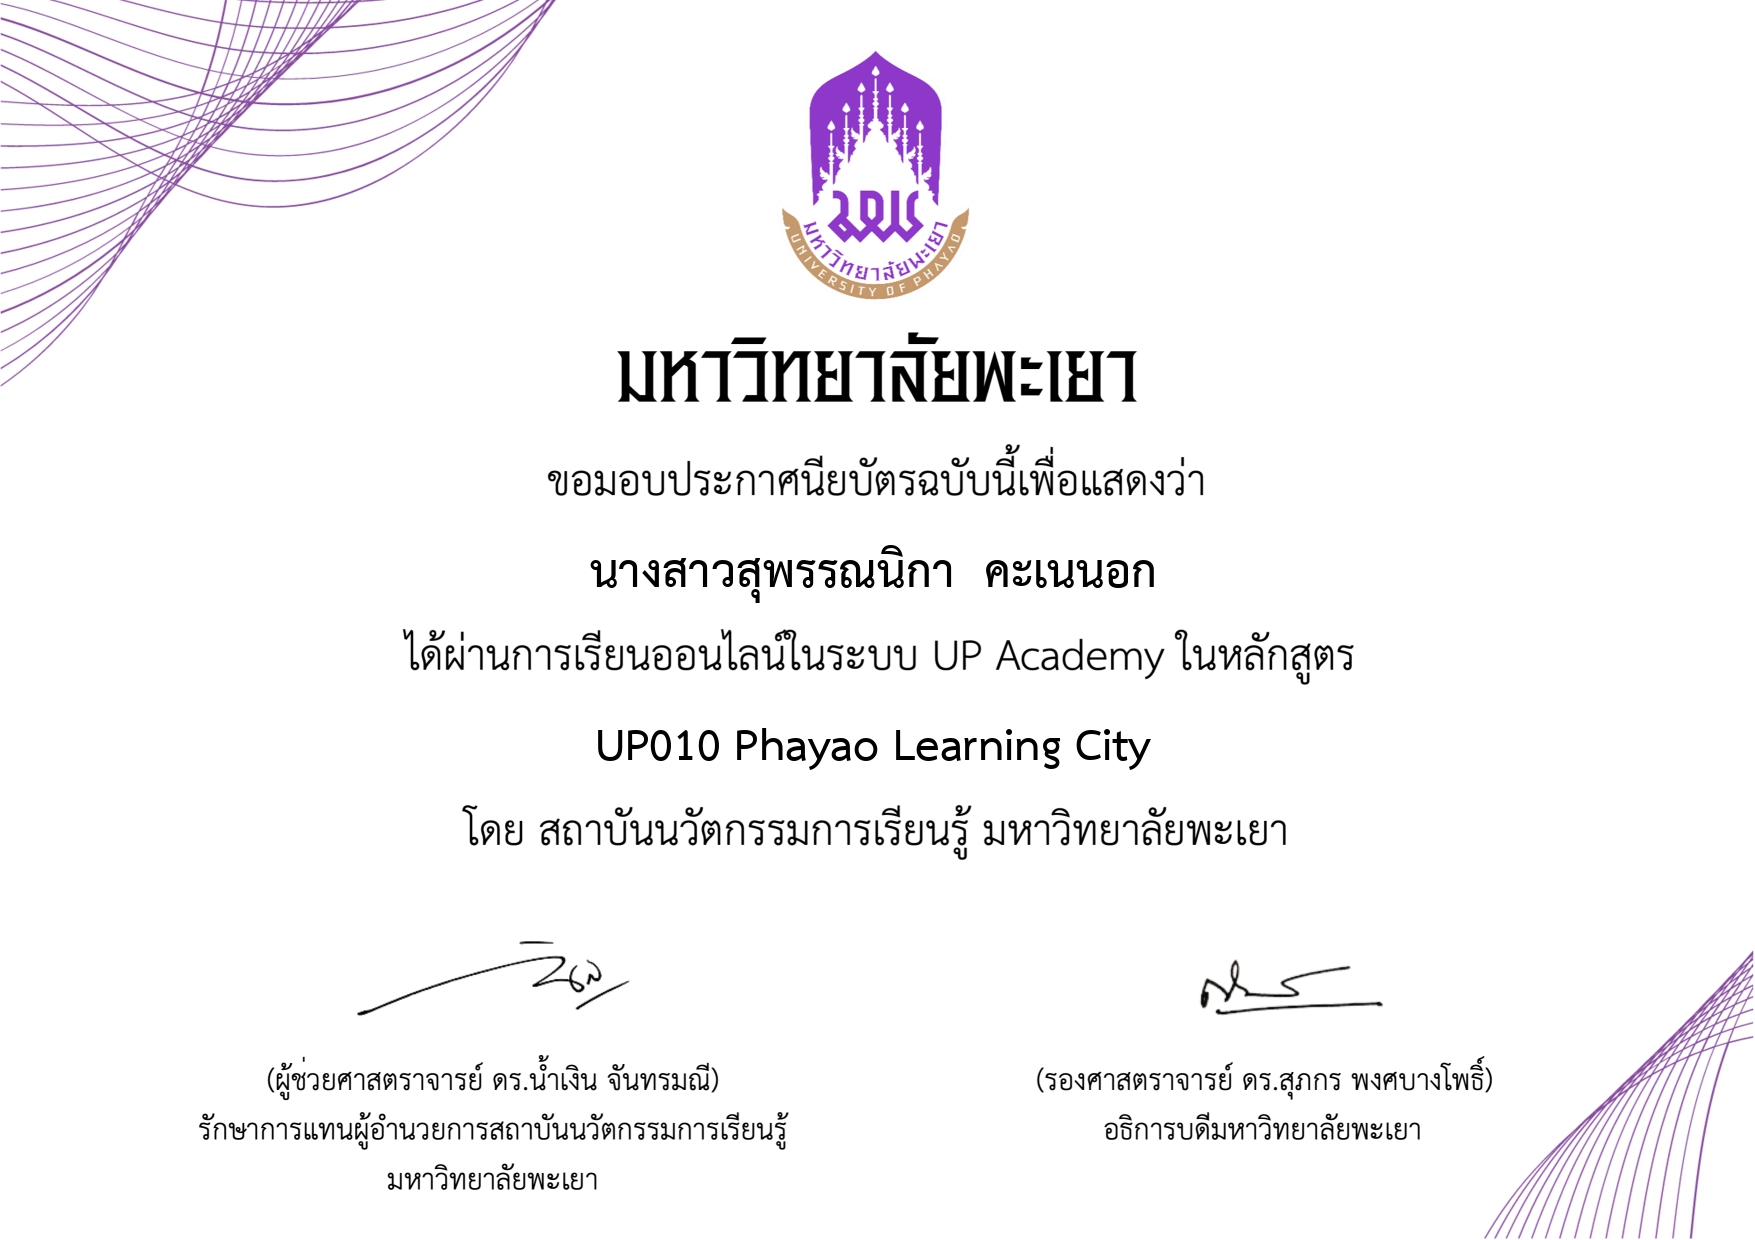 มหาวิทยาลัยพะเยา
UNIVERSITY OF PHAYAO
มหาวิทยาลัยพะเยา
ขอมอบประกาศนียบัตรฉบับนี้เพื่อแสดงว่า
นางสาวสุพรรณนิกา คะเนนอก
ได้ผ่านการเรียนออนไลน์ในระบบ UP Academy ในหลักสูตร
UP010 Phayao Learning City
โดย สถาบันนวัตกรรมการเรียนรู้ มหาวิทยาลัยพะเยา
(ผู้ช่วยศาสตราจารย์ ดร.น้ำเงิน จันทรมณี)
รักษาการแทนผู้อำนวยการสถาบันนวัตกรรมการเรียนรู้
มหาวิทยาลัยพะเยา
(รองศาสตราจารย์ ดร.สุภกร พงศบางโพธิ์)
อธิการบดีมหาวิทยาลัยพะเยา